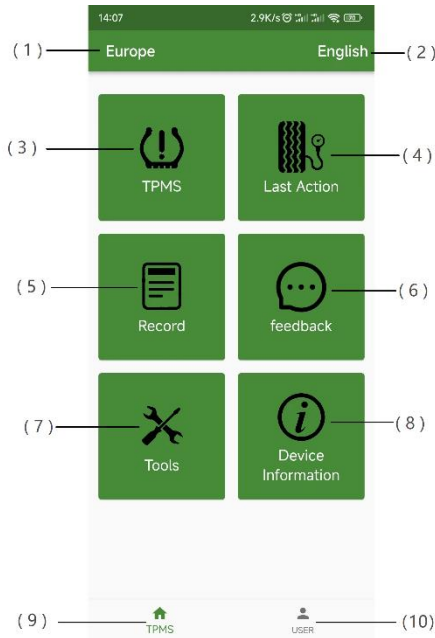 14:07 2.9K/s
( 1 ) Europe English ( 2 )
( 3 ) TPMS
Last Action ( 4 )
( 5 ) Record
feedback ( 6 )
( 7 ) Tools
Device
Information ( 8 )
( 9 ) TPMS
USER (10)